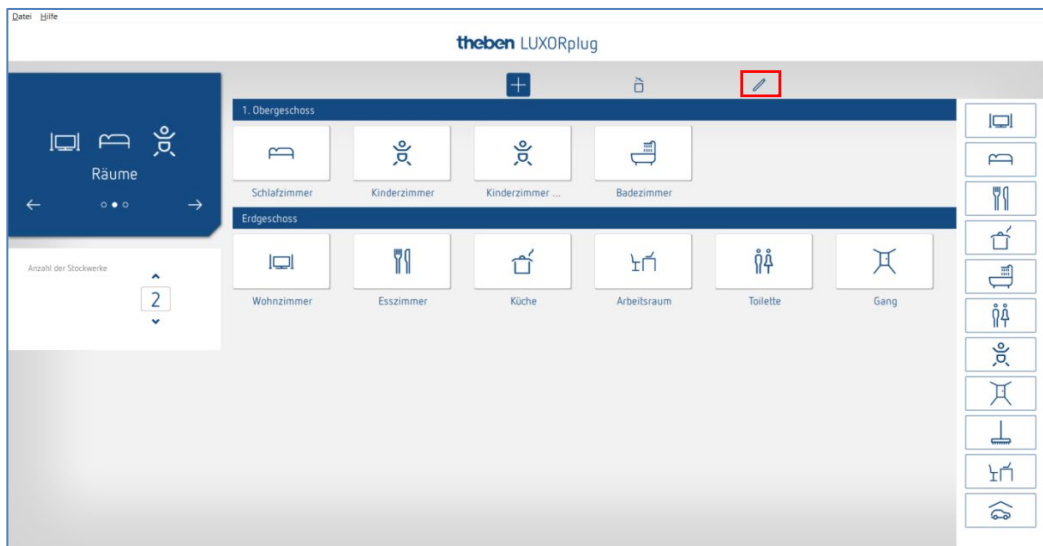 Datei Hilfe
theben LUXORplug
Räume
Anzahl der Stockwerke
2
1. Obergeschoss
Schlafzimmer Kinderzimmer Kinderzimmer ... Badezimmer
Erdgeschoss
Wohnzimmer Esszimmer Küche Arbeitsraum Toilette Gang